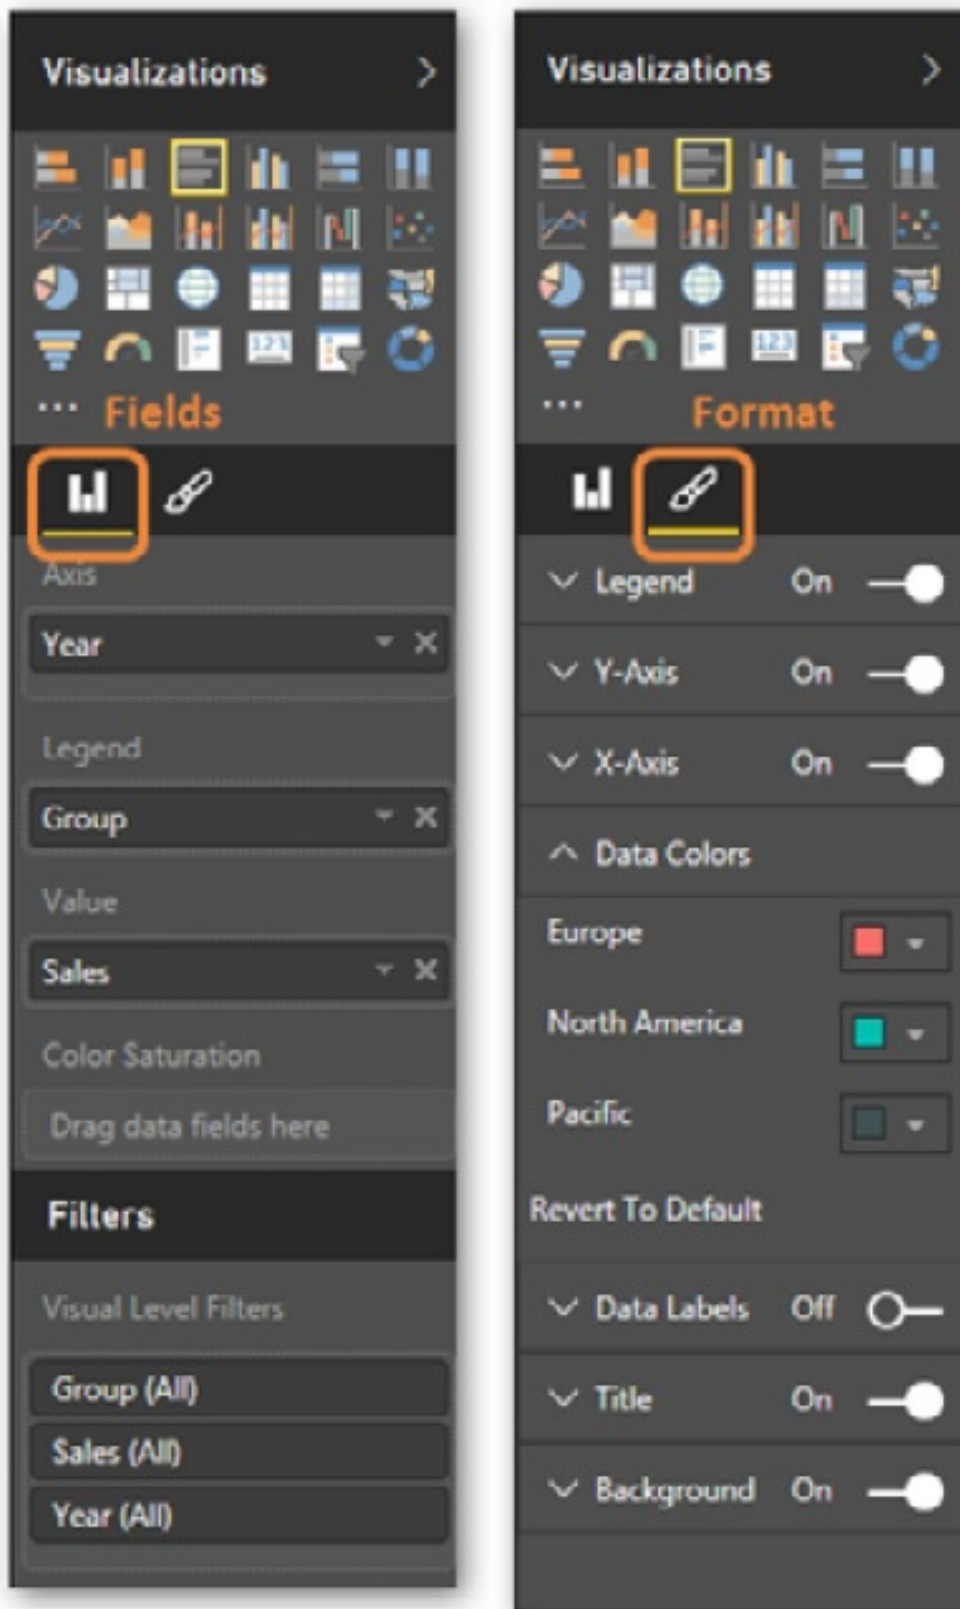 Visualizations
123
Fields
Axis
Year
Legend
Group
Value
Sales
Color Saturation
Drag data fields here
Filters
Visual Level Filters
Group (All)
Sales (All)
Year (All)
Visualizations
123
Format
Legend On
Y-Axis On
X-Axis On
Data Colors
Europe
North America
Pacific
Revert To Default
Data Labels Off
Title On
Background On